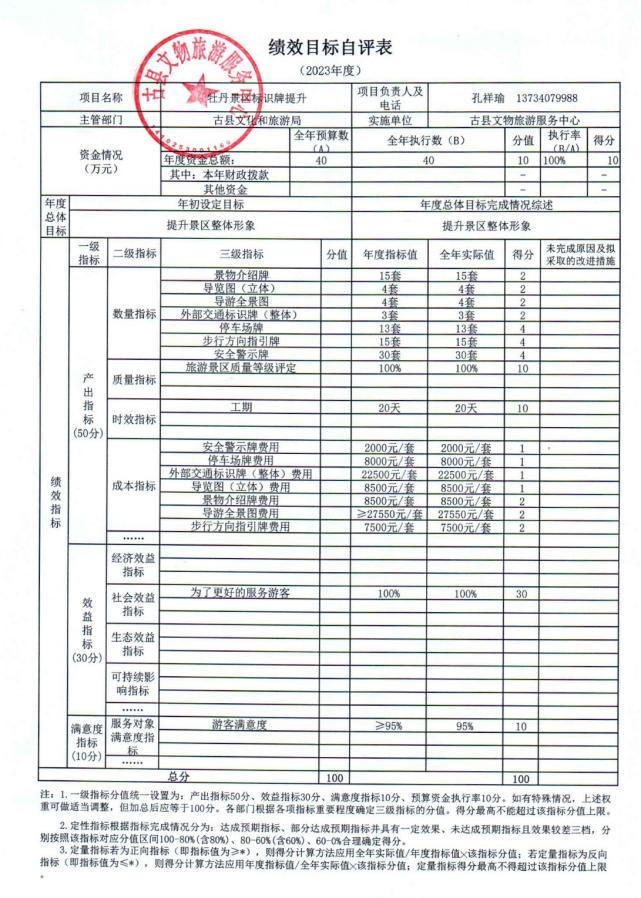 绩效目标自评表
（2023年度）
项目名称 牡丹景区标识牌提升 项目负责人及电话 孔祥瑜 13734079988
主管部门 古县文化和旅游局 实施单位 古县文物旅游服务中心
资金情况（万元） 全年预算数（A） 全年执行数（B） 分值 执行率（B/A） 得分
年度资金总额： 40 40 10 100% 10
其中：本年财政拨款 － －
其他资金 － －
年度总体目标 年初设定目标 年度总体目标完成情况综述
提升景区整体形象 提升景区整体形象
绩效指标 一级指标 二级指标 三级指标 分值 年度指标值 全年实际值 得分 未完成原因及拟采取的改进措施
产出指标(50分) 数量指标 景物介绍牌 15套 15套 2
导览图（立体） 4套 4套 2
导游全景图 4套 4套 2
外部交通标识牌（整体） 3套 3套 2
停车场牌 13套 13套 4
步行方向指引牌 15套 15套 4
安全警示牌 30套 30套 4
质量指标 旅游景区质量等级评定 100% 100% 10
时效指标 工期 20天 20天 10
成本指标 安全警示牌费用 2000元/套 2000元/套 1
停车场牌费用 8000元/套 8000元/套 1
外部交通标识牌（整体）费用 22500元/套 22500元/套 1
导览图（立体）费用 8500元/套 8500元/套 1
景物介绍牌费用 8500元/套 8500元/套 2
导游全景图费用 ≥27550元/套 27550元/套 2
步行方向指引牌费用 7500元/套 7500元/套 2
……
效益指标(30分) 经济效益指标
社会效益指标 为了更好的服务游客 100% 100% 30
生态效益指标
可持续影响指标
……
满意度指标(10分) 服务对象满意度指标 游客满意度 ≥95% 95% 10
……
总分 100 100
注：1.一级指标分值统一设置为：产出指标50分、效益指标30分、满意度指标10分、预算资金执行率10分。如有特殊情况，上述权
重可做适当调整，但加总后应等于100分。各部门根据各项指标重要程度确定三级指标的分值。得分最高不能超过该指标分值上限。
2.定性指标根据指标完成情况分为：达成预期指标、部分达成预期指标并具有一定效果、未达成预期指标且效果较差三档，分
别按照该指标对应分值区间100-80%(含80%)、80-60%(含60%)、60-0%合理确定得分。
3.定量指标若为正向指标（即指标值为≥*），则得分计算方法应用全年实际值/年度指标值×该指标分值；若定量指标为反向
指标（即指标值为≤*），则得分计算方法应用年度指标值/全年实际值×该指标分值；定量指标得分最高不得超过该指标分值上限
。
古县文物旅游服务中心